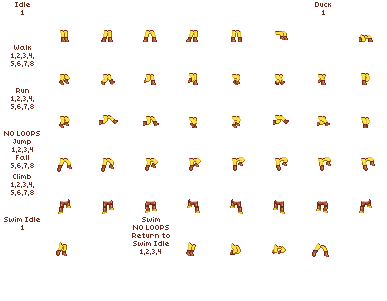 Idle
1
Duck
1
Walk
1,2,3,4,
5,6,7,8
Run
1,2,3,4,
5,6,7,8
NO LOOPS
Jump
1,2,3,4
Fall
5,6,7,8
Climb
1,2,3,4,
5,6,7,8
Swim Idle
1
Swim
NO LOOPS
Return to
Swim Idle
1,2,3,4